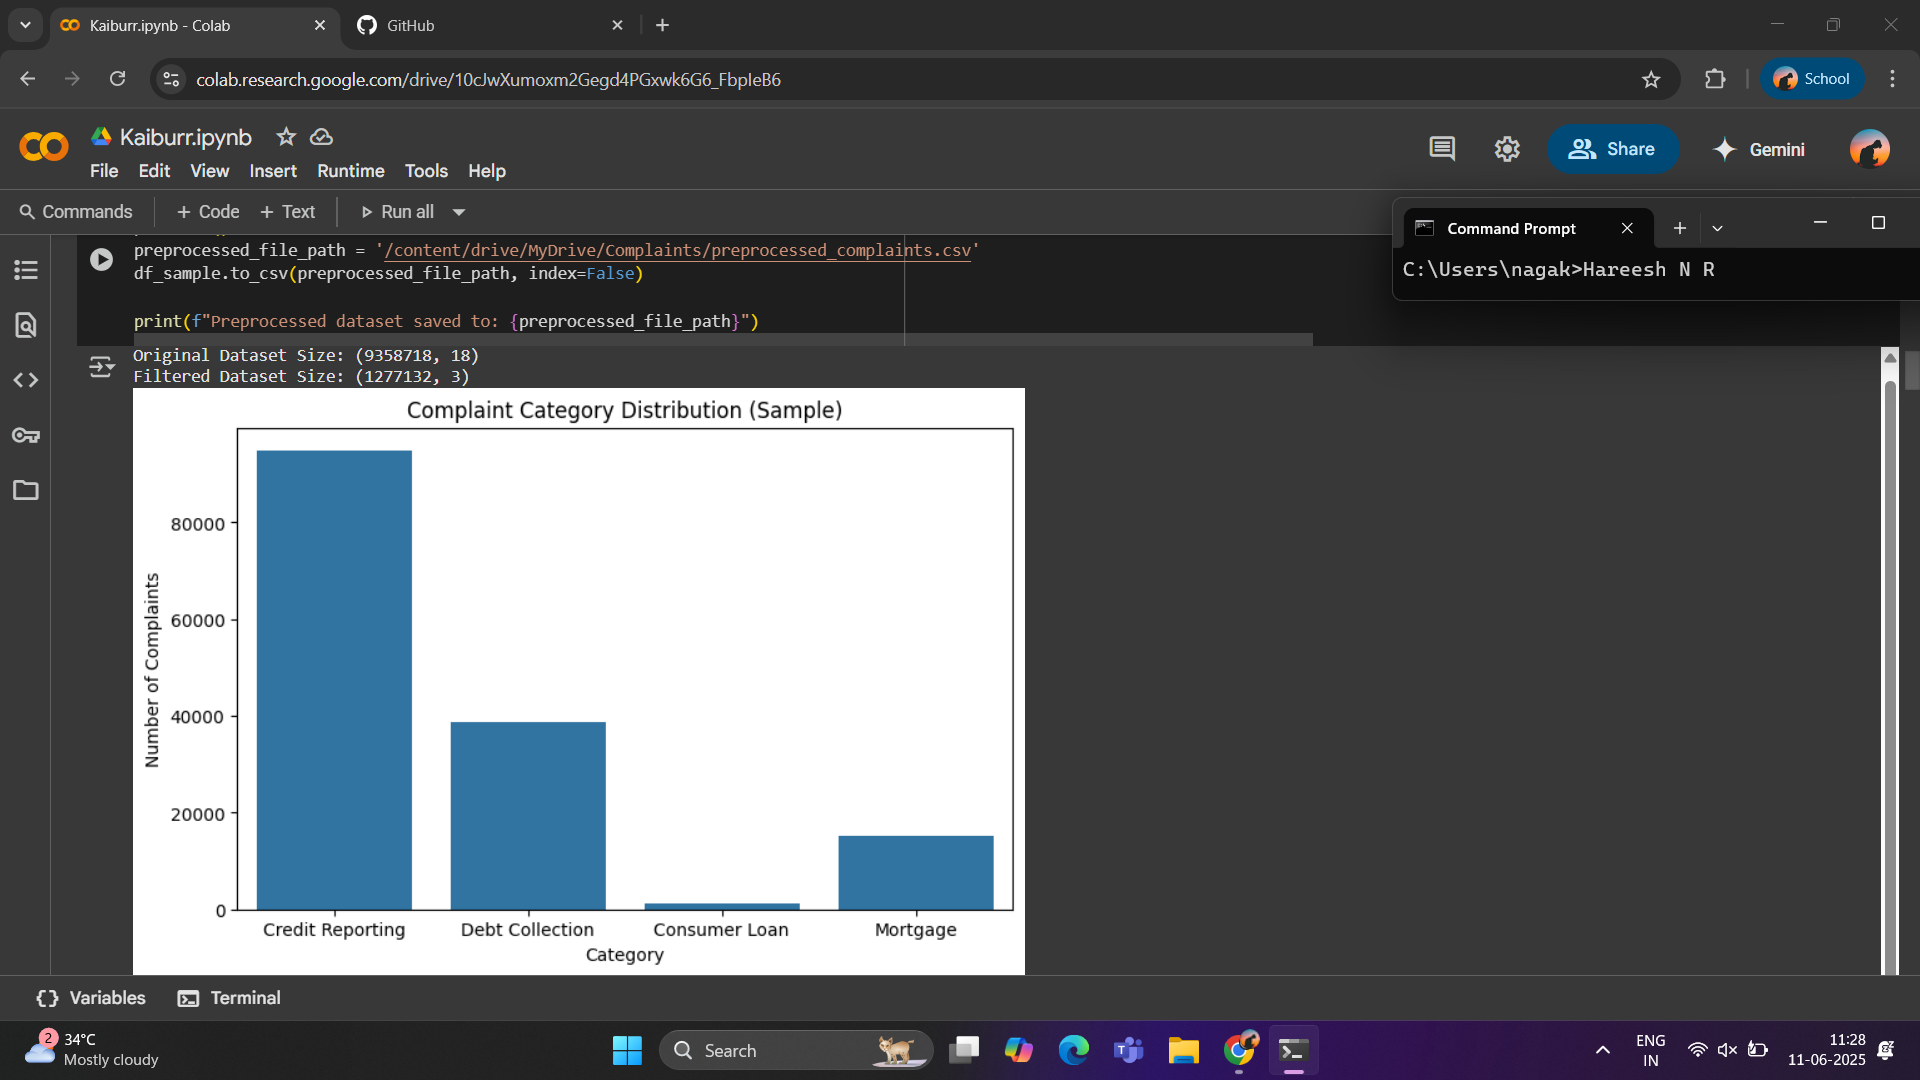 Kaiburr.ipynb - Colab
GitHub
colab.research.google.com/drive/10cJwXumoxm2Gegd4PGxwk6G6_FbpIeB6
School
Kaiburr.ipynb
File Edit View Insert Runtime Tools Help
Share
Gemini
Commands
+ Code
+ Text
Run all
Command Prompt
C:\Users\nagak>Hareesh N R
preprocessed_file_path = '/content/drive/MyDrive/Complaints/preprocessed_complaints.csv'
df_sample.to_csv(preprocessed_file_path, index=False)
print(f"Preprocessed dataset saved to: {preprocessed_file_path}")
Original Dataset Size: (9358718, 18)
Filtered Dataset Size: (1277132, 3)
Complaint Category Distribution (Sample)
Number of Complaints
80000
60000
40000
20000
0
Credit Reporting
Debt Collection
Consumer Loan
Mortgage
Category
Variables
Terminal
2
34°C
Mostly cloudy
Search
ENG
IN
11:28
11-06-2025